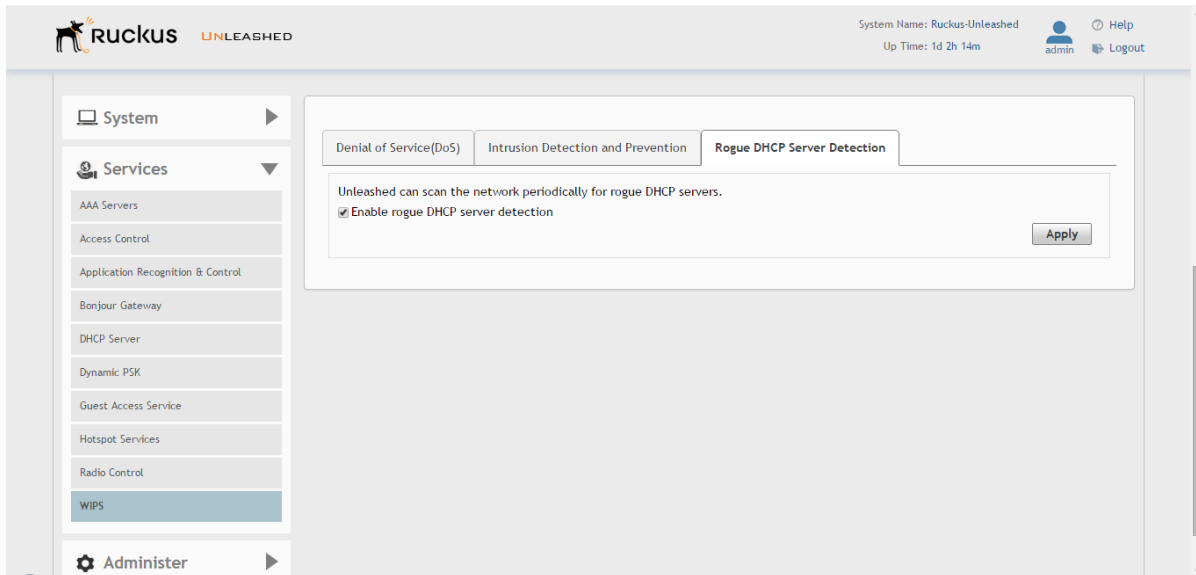 Ruckus UNLEASHED
System Name: Ruckus-Unleashed
Up Time: 1d 2h 14m
admin
Help
Logout
System
Services
AAA Servers
Access Control
Application Recognition & Control
Bonjour Gateway
DHCP Server
Dynamic PSK
Guest Access Service
Hotspot Services
Radio Control
WIPS
Administer
Denial of Service(DoS)
Intrusion Detection and Prevention
Rogue DHCP Server Detection
Unleashed can scan the network periodically for rogue DHCP servers.
Enable rogue DHCP server detection
Apply